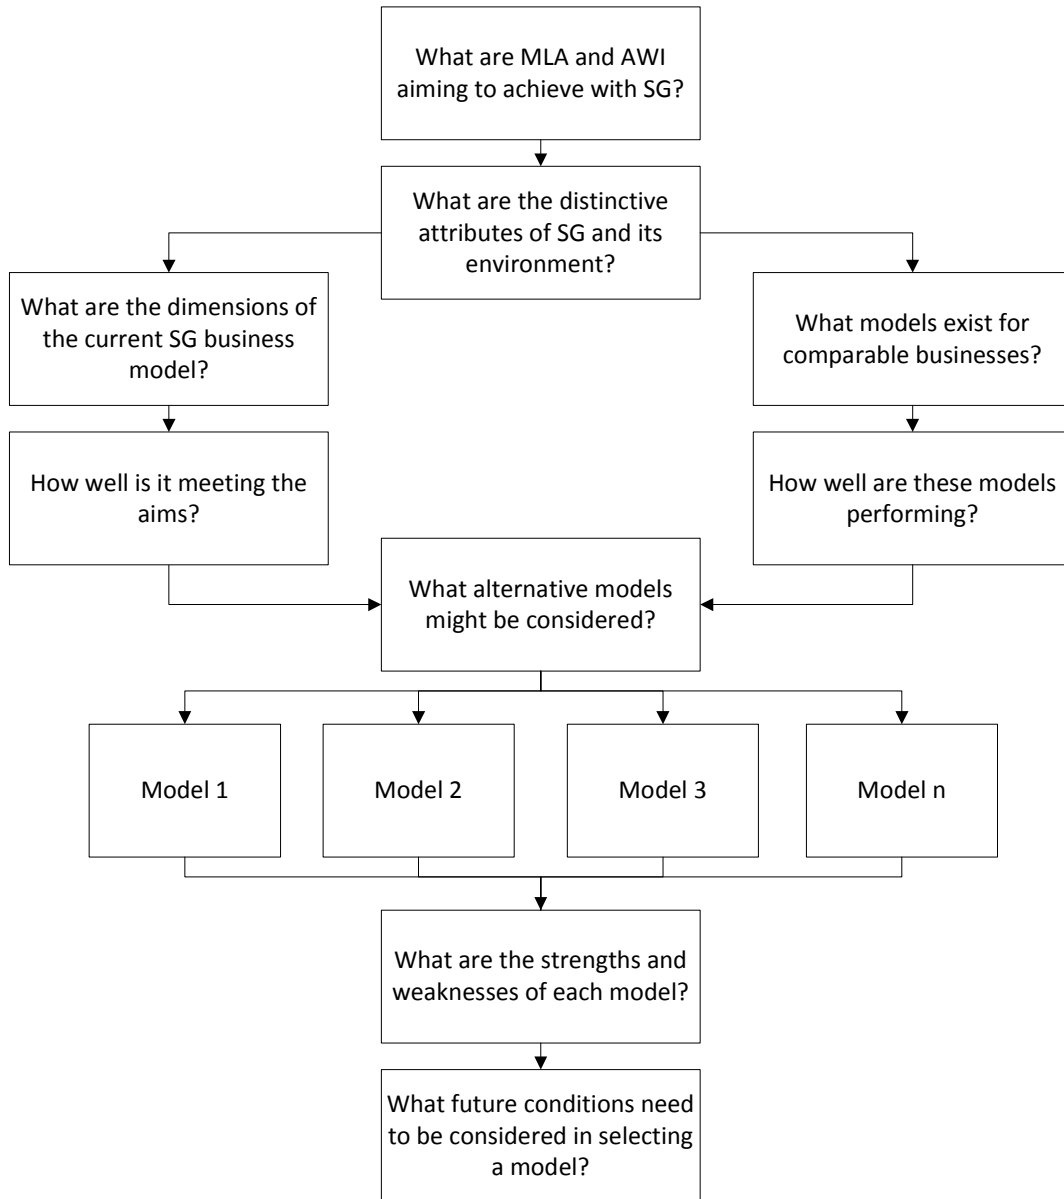 What are MLA and AWI
aiming to achieve with SG?
What are the distinctive
attributes of SG and its
environment?
What are the dimensions of
the current SG business
model?
What models exist for
comparable businesses?
How well is it meeting the
aims?
How well are these models
performing?
What alternative models
might be considered?
Model 1
Model 2
Model 3
Model n
What are the strengths and
weaknesses of each model?
What future conditions need
to be considered in selecting
a model?